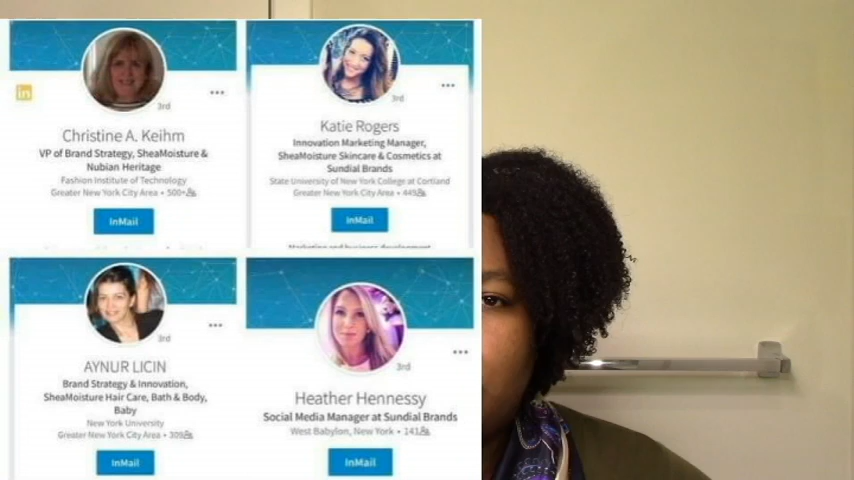 in
3rd
Christine A. Keihm
VP of Brand Strategy, SheaMoisture &
Nubian Heritage
Fashion Institute of Technology
Greater New York City Area • 500+
InMail
3rd
Katie Rogers
Innovation Marketing Manager,
SheaMoisture Skincare & Cosmetics at
Sundial Brands
State University of New York College at Cortland
Greater New York City Area • 445
InMail
Marketing and business development
3rd
AYNUR LICIN
Brand Strategy & Innovation,
SheaMoisture Hair Care, Bath & Body,
Baby
New York University
Greater New York City Area • 309
InMail
3rd
Heather Hennessy
Social Media Manager at Sundial Brands
West Babylon, New York • 141
InMail